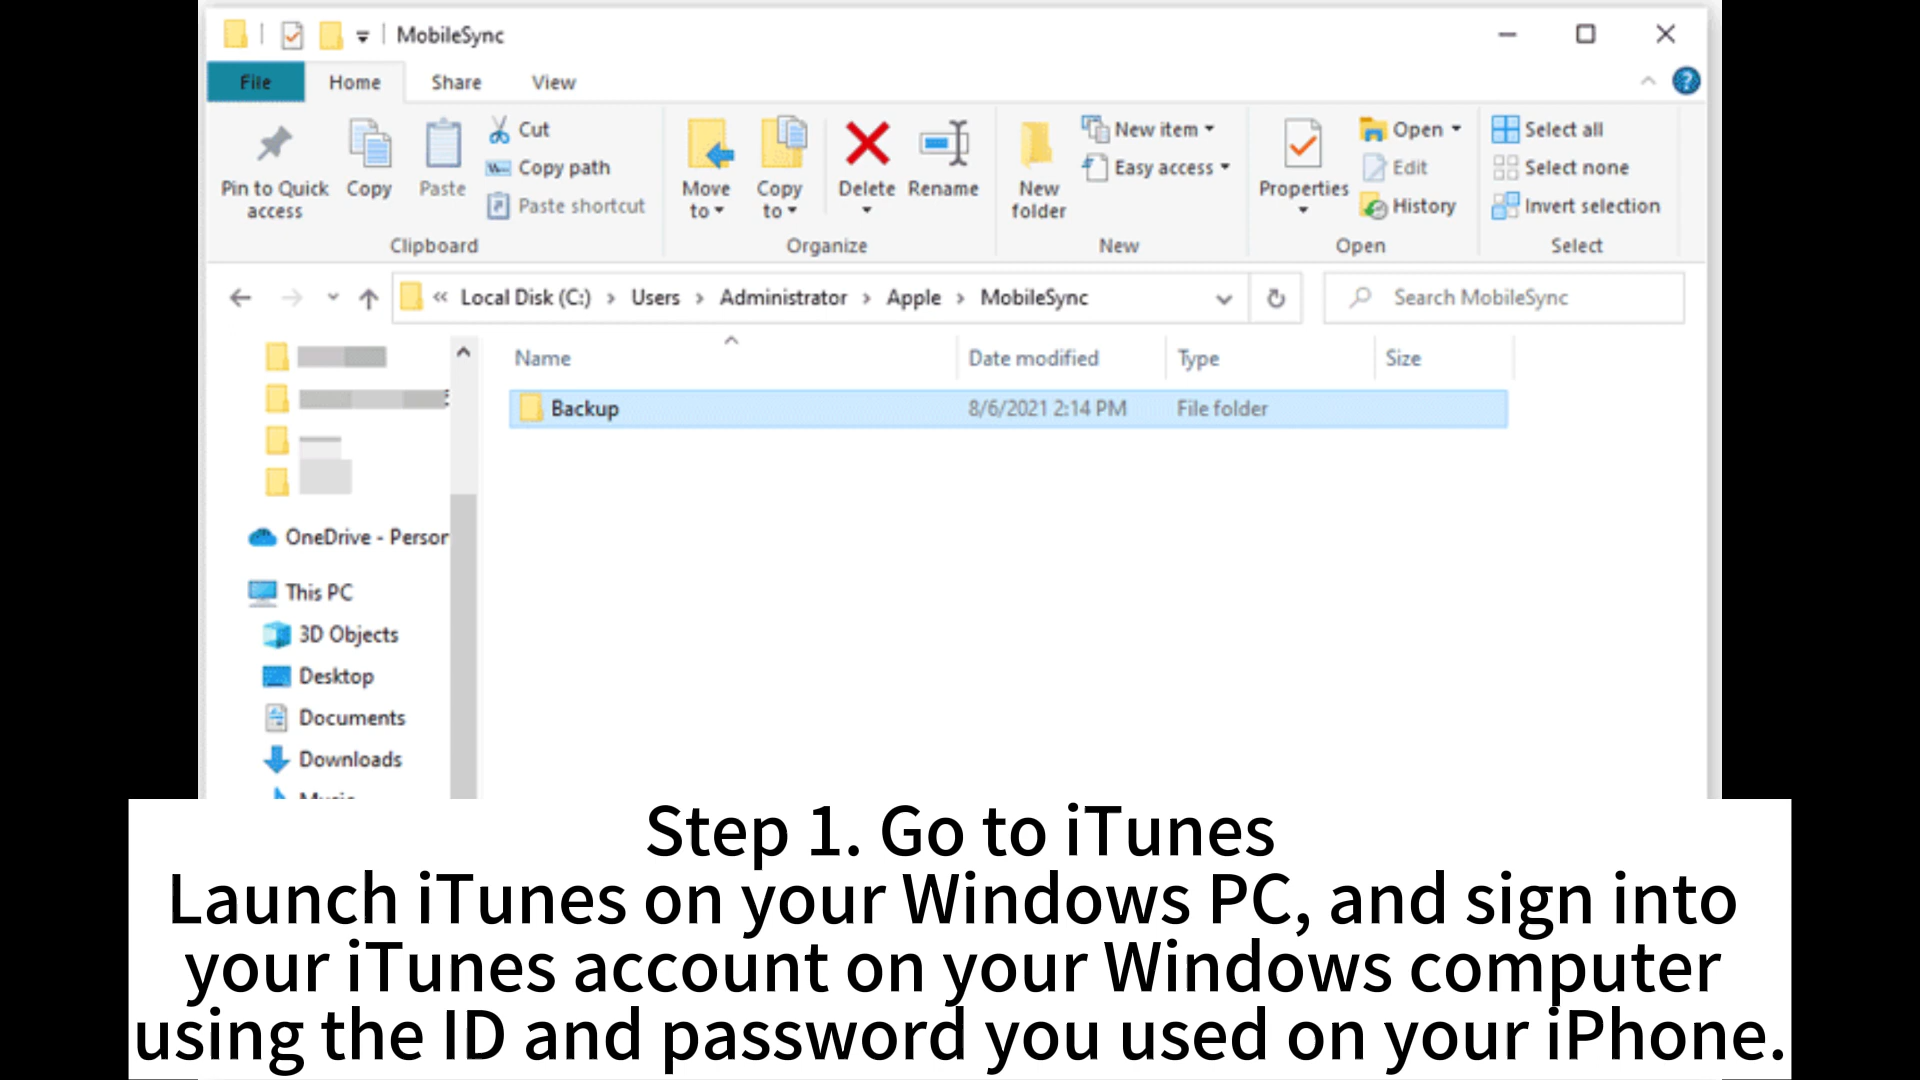 MobileSync
File Home Share View
Pin to Quick access
Copy
Paste
Cut
Copy path
Paste shortcut
Clipboard
Move to
Copy to
Delete
Rename
Organize
New folder
New item
Easy access
New
Properties
Open
Edit
History
Open
Select all
Select none
Invert selection
Select
« Local Disk (C:) › Users › Administrator › Apple › MobileSync
Search MobileSync
Name Date modified Type Size
Backup 8/6/2021 2:14 PM File folder
OneDrive - Person
This PC
3D Objects
Desktop
Documents
Downloads
Step 1. Go to iTunes
Launch iTunes on your Windows PC, and sign into
your iTunes account on your Windows computer
using the ID and password you used on your iPhone.